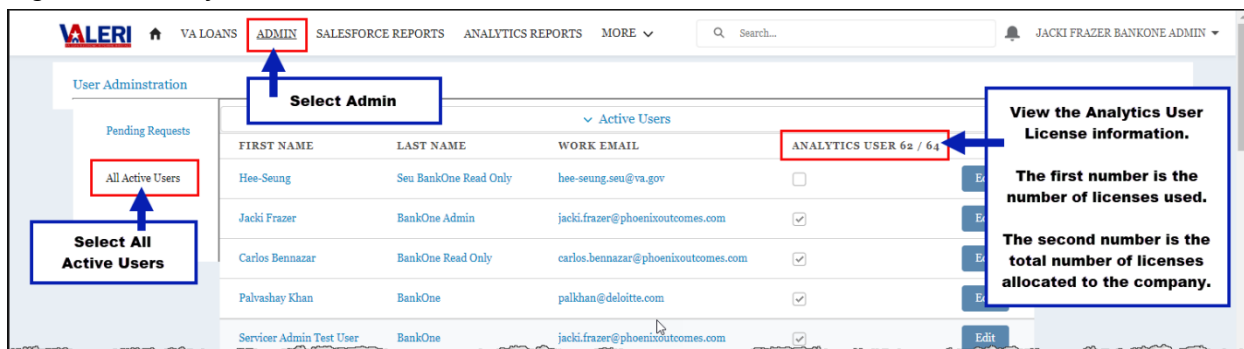 VALERI VA LOANS ADMIN SALESFORCE REPORTS ANALYTICS REPORTS MORE Search... JACKI FRAZER BANKONE ADMIN
User Adminstration
Select Admin
Pending Requests
All Active Users
Select All
Active Users
Active Users
FIRST NAME LAST NAME WORK EMAIL ANALYTICS USER 62 / 64
Hee-Seung Seu BankOne Read Only hee-seung.seu@va.gov
Jacki Frazer BankOne Admin jacki.frazer@phoenixoutcomes.com
Carlos Bennazar BankOne Read Only carlos.bennazar@phoenixoutcomes.com
Palvashay Khan BankOne palkhan@deloitte.com
Servicer Admin Test User BankOne jacki.frazer@phoenixoutcomes.com Edit
View the Analytics User
License information.
The first number is the
number of licenses used.
The second number is the
total number of licenses
allocated to the company.